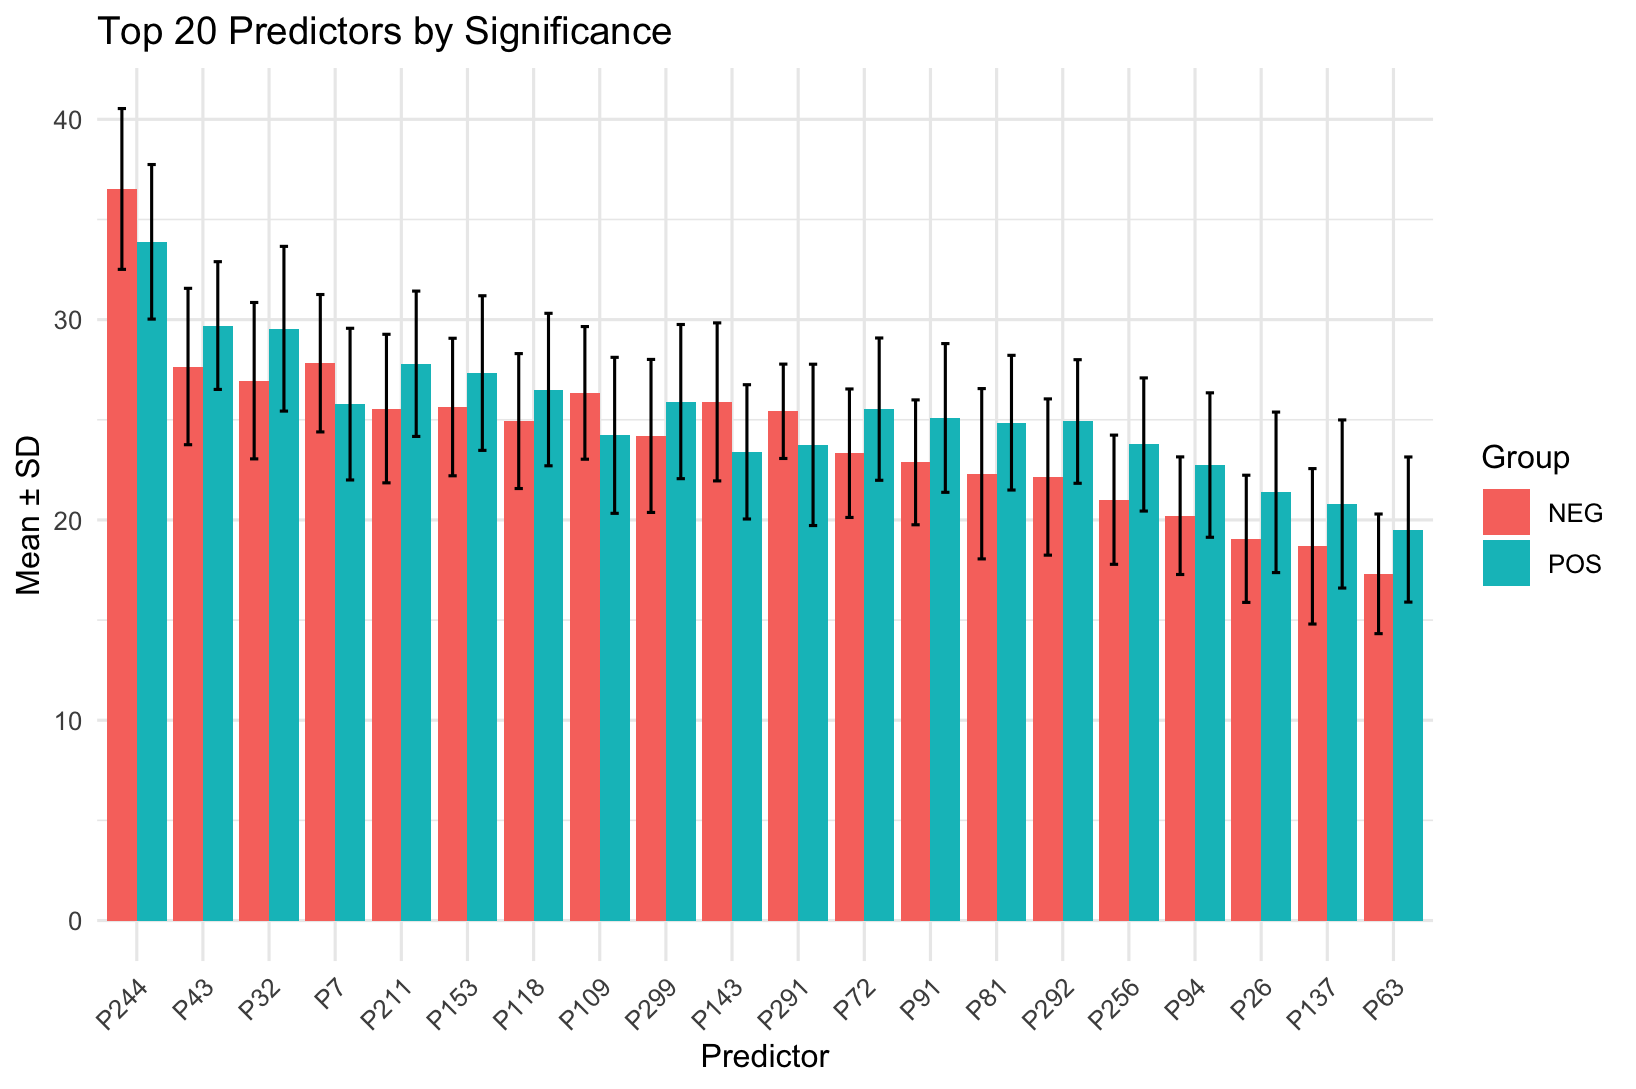 Top 20 Predictors by Significance
40
30
20
10
0
Mean ± SD
P244
P43
P32
P7
P211
P153
P118
P109
P299
P143
P291
P72
P91
P81
P292
P256
P94
P26
P137
P63
Predictor
Group
NEG
POS